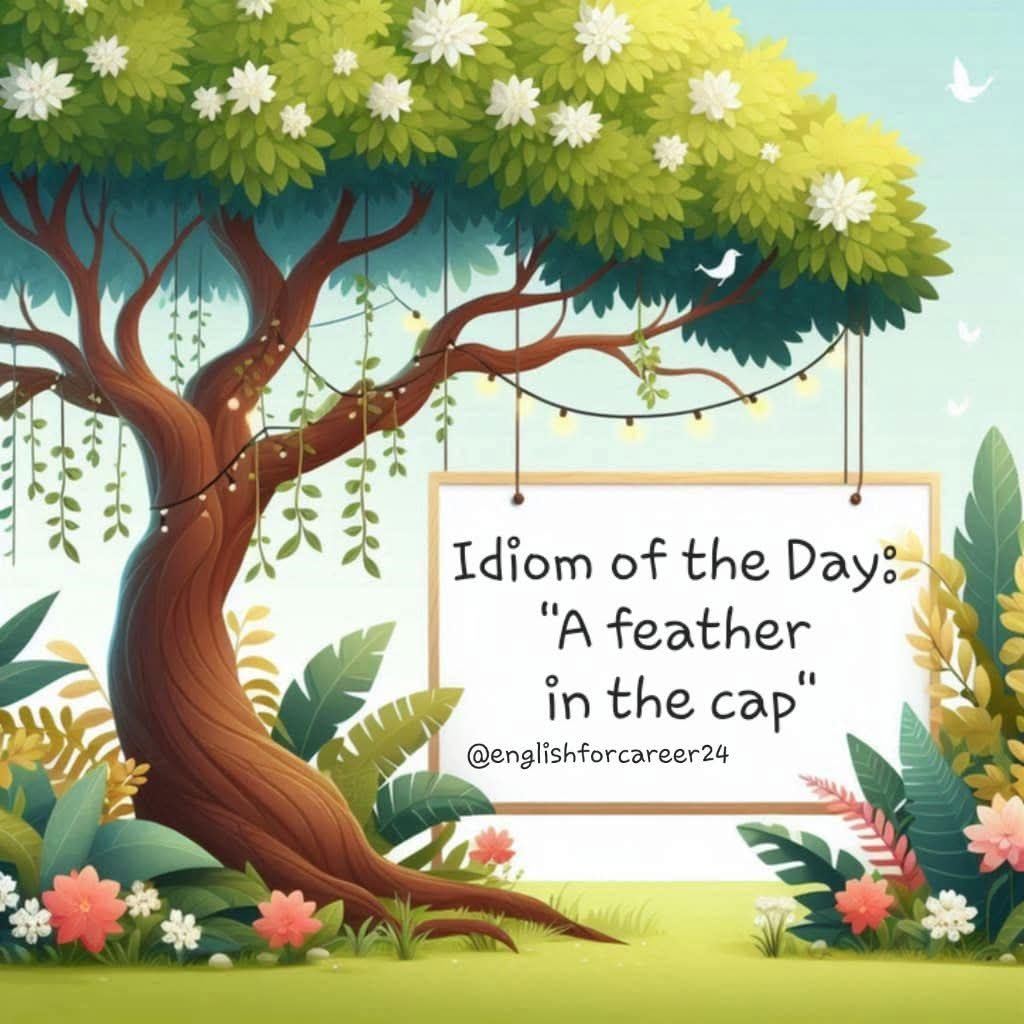 Idiom of the Day:
"A feather
in the cap"
@englishforcareer24